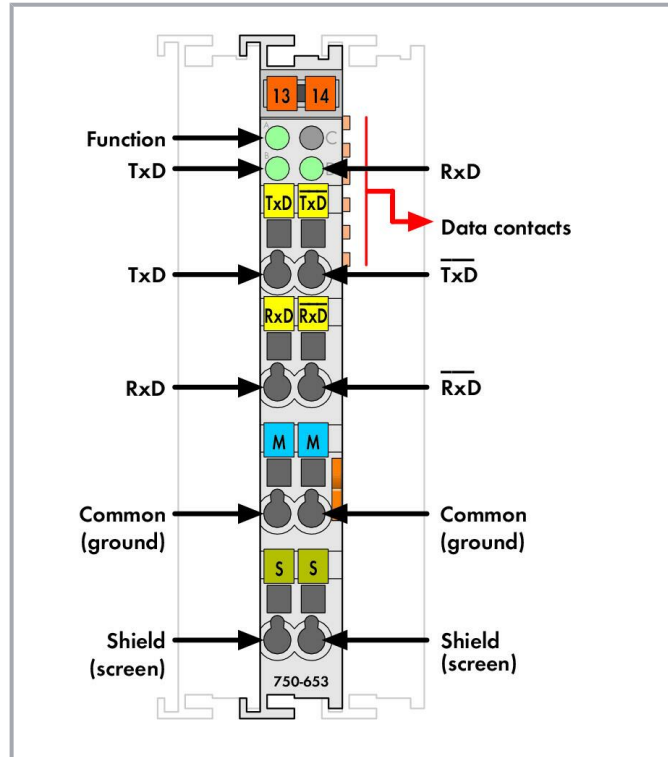 13 14
A
C
Function
B
TxD
RxD
TxD T̅x̅D̅
Data contacts
TxD
T̅x̅D̅
RxD R̅x̅D̅
RxD
R̅x̅D̅
M M
Common
(ground)
Common
(ground)
S S
Shield
(screen)
Shield
(screen)
750-653